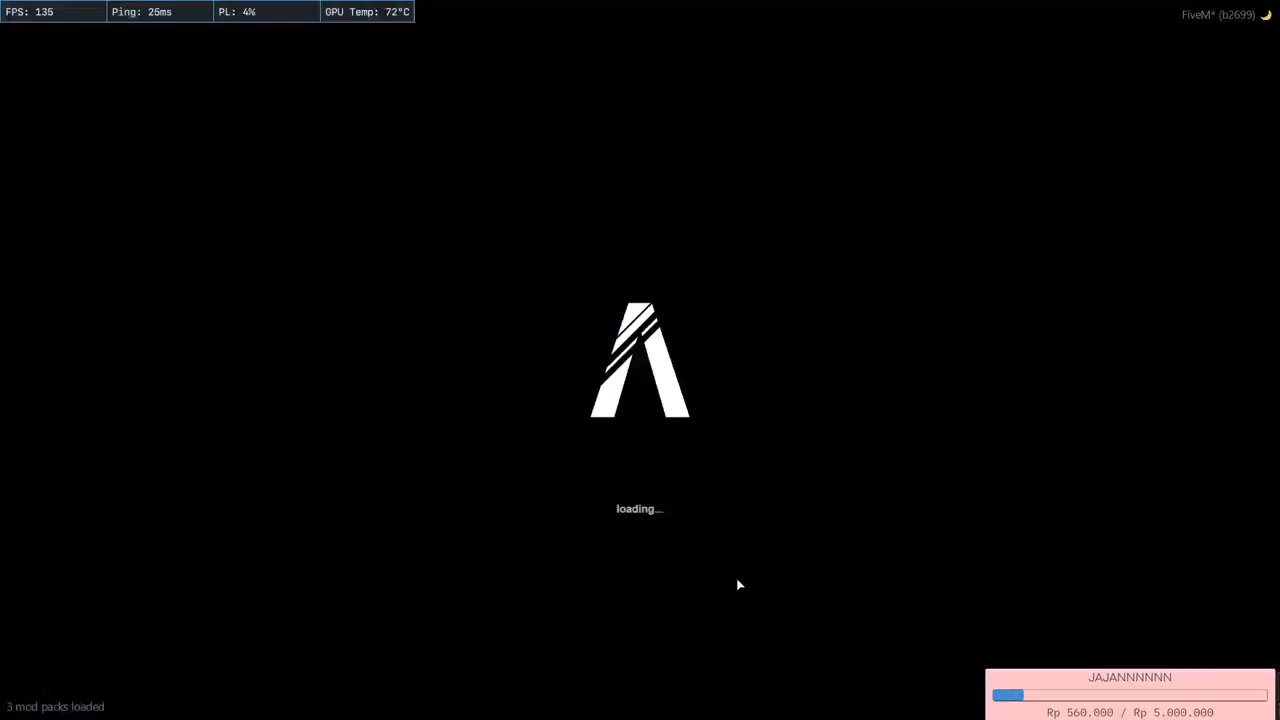 FPS: 135 Ping: 25ms PL: 4% GPU Temp: 72°C
FiveM* (b2699) 🌙
loading...
3 mod packs loaded
JAJANNNNNN
Rp 560.000 / Rp 5.000.000